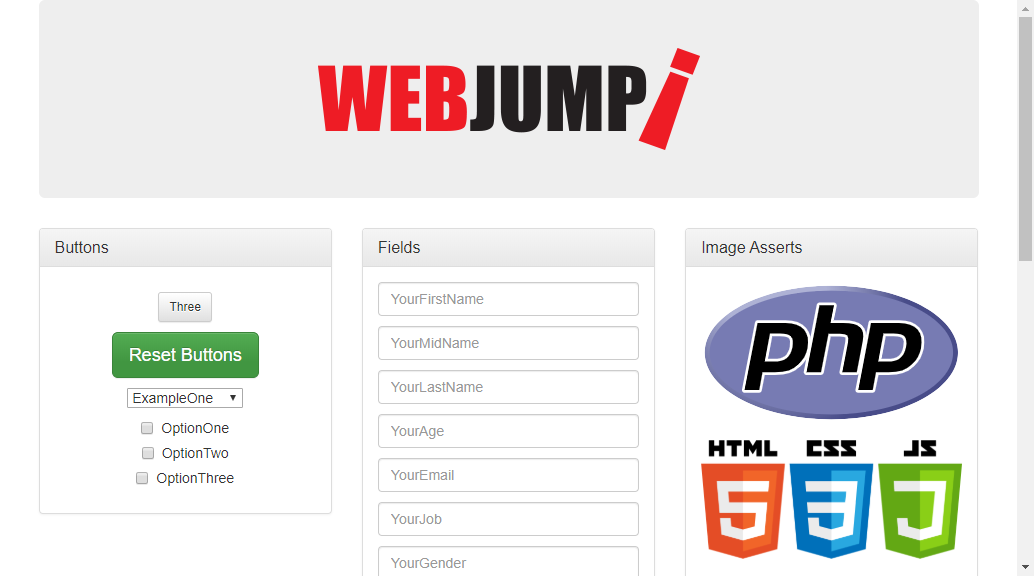 WEBJUMP!
Buttons
Three
Reset Buttons
ExampleOne
OptionOne
OptionTwo
OptionThree
Fields
YourFirstName
YourMidName
YourLastName
YourAge
YourEmail
YourJob
YourGender
Image Asserts
php
HTML CSS JS
5 3 J